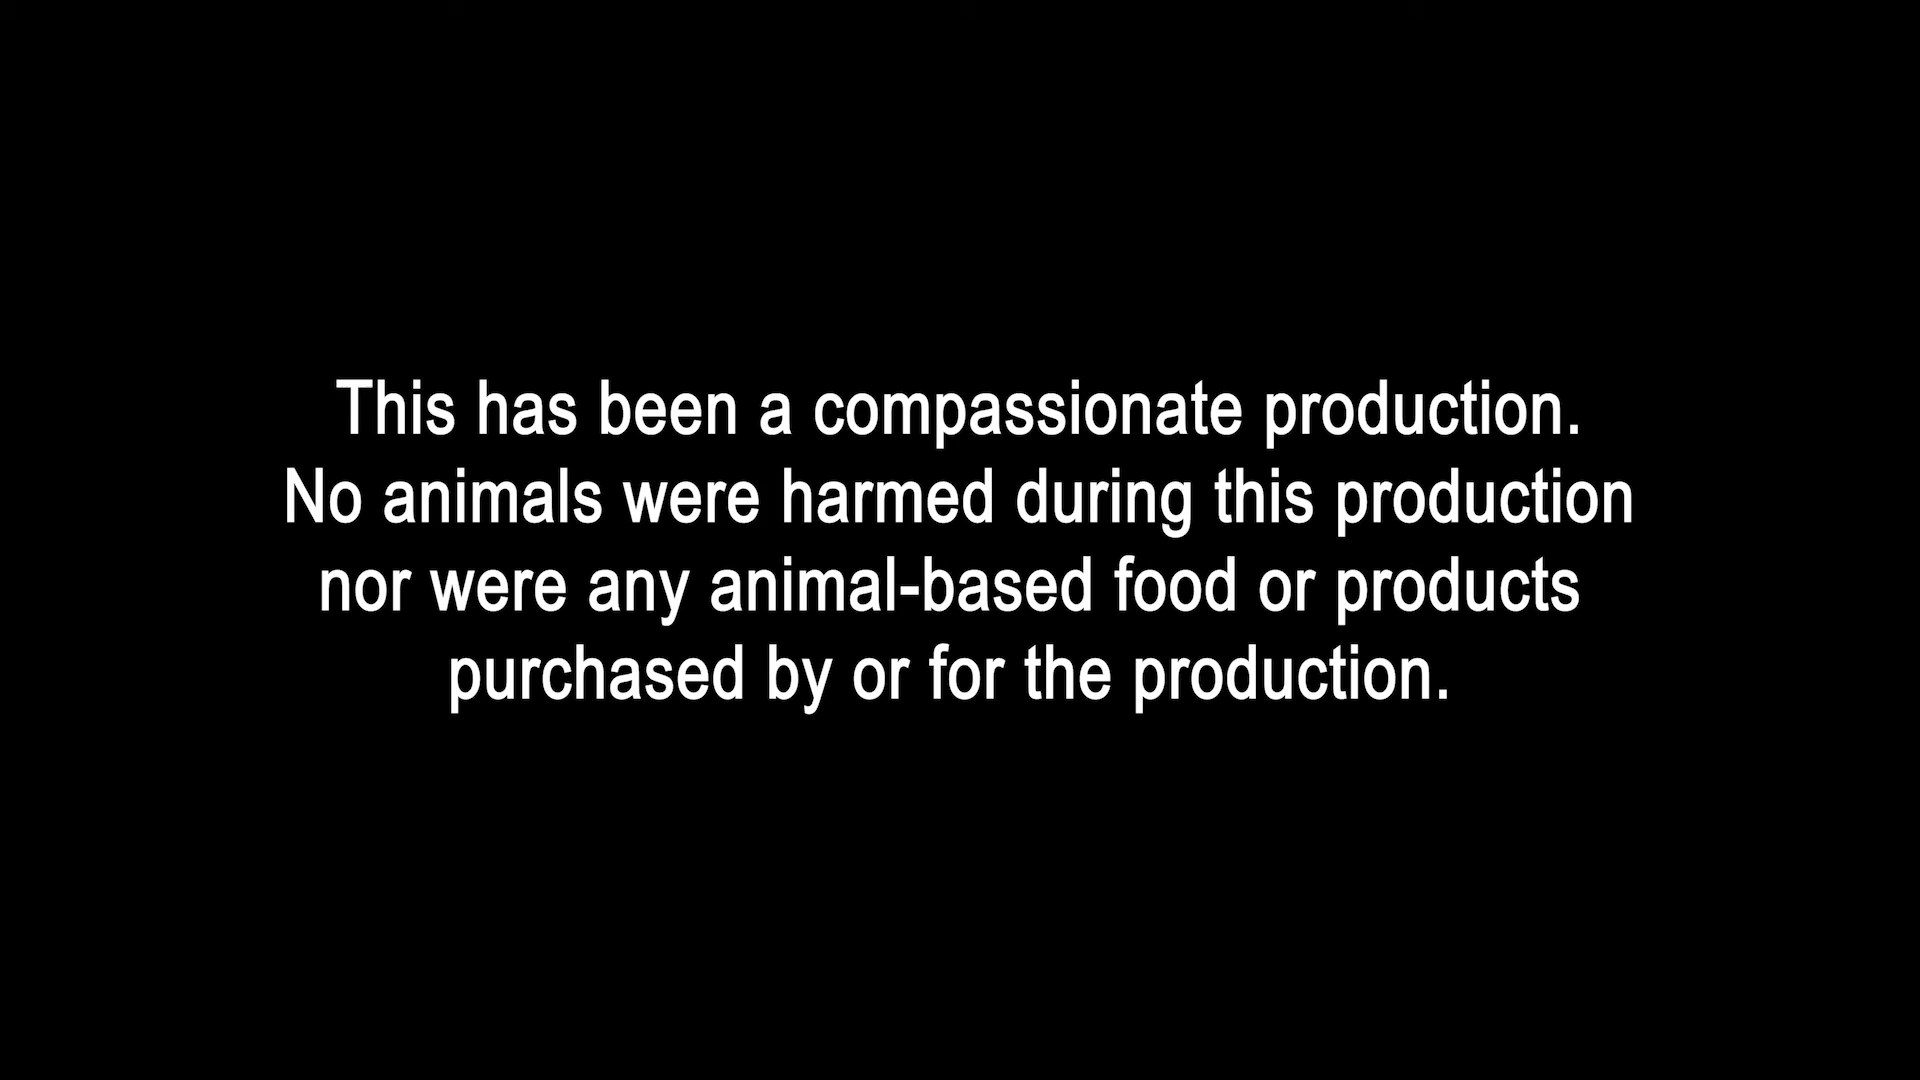 This has been a compassionate production.
No animals were harmed during this production
nor were any animal-based food or products
purchased by or for the production.